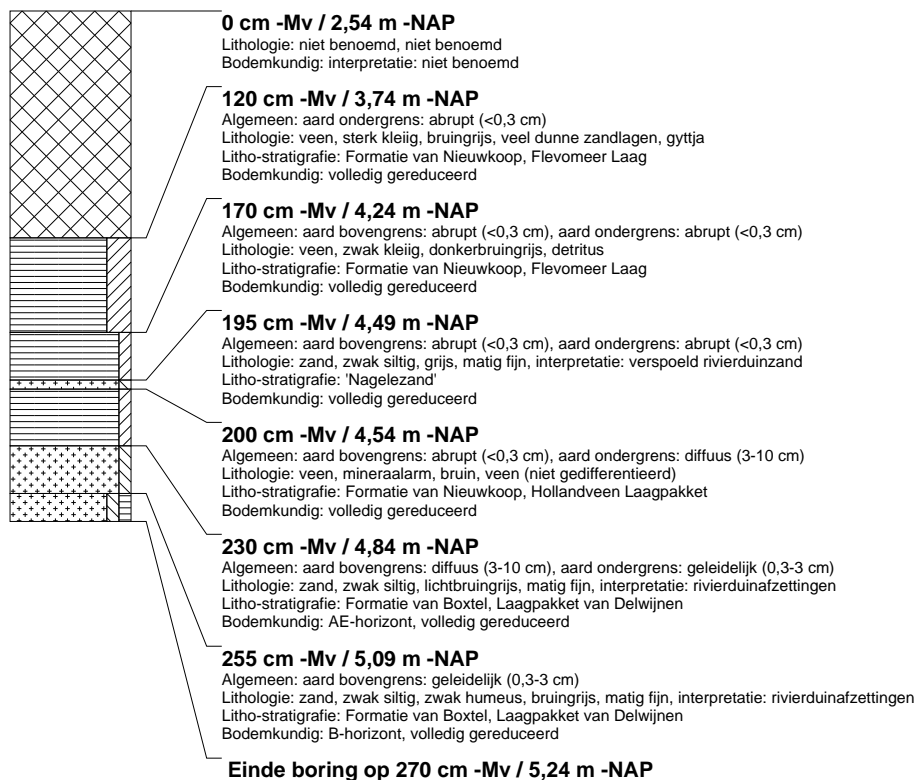 0 cm -Mv / 2,54 m -NAP
Lithologie: niet benoemd, niet benoemd
Bodemkundig: interpretatie: niet benoemd
120 cm -Mv / 3,74 m -NAP
Algemeen: aard ondergrens: abrupt (<0,3 cm)
Lithologie: veen, sterk kleiig, bruingrijs, veel dunne zandlagen, gyttja
Litho-stratigrafie: Formatie van Nieuwkoop, Flevomeer Laag
Bodemkundig: volledig gereduceerd
170 cm -Mv / 4,24 m -NAP
Algemeen: aard bovengrens: abrupt (<0,3 cm), aard ondergrens: abrupt (<0,3 cm)
Lithologie: veen, zwak kleiig, donkerbruingrijs, detritus
Litho-stratigrafie: Formatie van Nieuwkoop, Flevomeer Laag
Bodemkundig: volledig gereduceerd
195 cm -Mv / 4,49 m -NAP
Algemeen: aard bovengrens: abrupt (<0,3 cm), aard ondergrens: abrupt (<0,3 cm)
Lithologie: zand, zwak siltig, grijs, matig fijn, interpretatie: verspoeld rivierduinzand
Litho-stratigrafie: 'Nagelezand'
Bodemkundig: volledig gereduceerd
200 cm -Mv / 4,54 m -NAP
Algemeen: aard bovengrens: abrupt (<0,3 cm), aard ondergrens: diffuus (3-10 cm)
Lithologie: veen, mineraalarm, bruin, veen (niet gedifferentieerd)
Litho-stratigrafie: Formatie van Nieuwkoop, Hollandveen Laagpakket
Bodemkundig: volledig gereduceerd
230 cm -Mv / 4,84 m -NAP
Algemeen: aard bovengrens: diffuus (3-10 cm), aard ondergrens: geleidelijk (0,3-3 cm)
Lithologie: zand, zwak siltig, lichtbruingrijs, matig fijn, interpretatie: rivierduinafzettingen
Litho-stratigrafie: Formatie van Boxtel, Laagpakket van Delwijnen
Bodemkundig: AE-horizont, volledig gereduceerd
255 cm -Mv / 5,09 m -NAP
Algemeen: aard bovengrens: geleidelijk (0,3-3 cm)
Lithologie: zand, zwak siltig, zwak humeus, bruingrijs, matig fijn, interpretatie: rivierduinafzettingen
Litho-stratigrafie: Formatie van Boxtel, Laagpakket van Delwijnen
Bodemkundig: B-horizont, volledig gereduceerd
Einde boring op 270 cm -Mv / 5,24 m -NAP